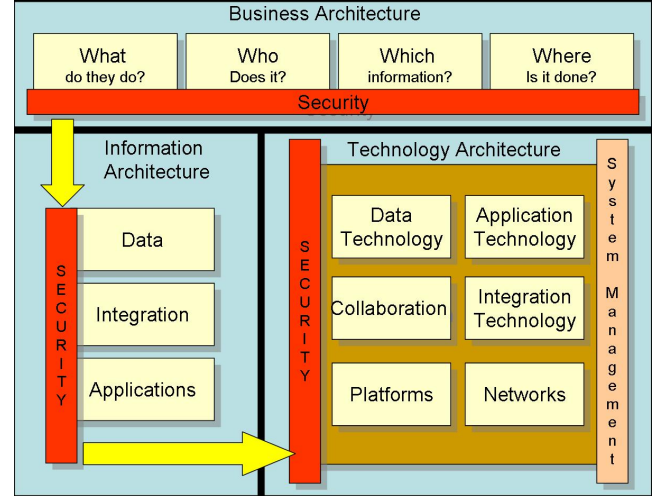 Business Architecture
What
do they do?
Who
Does it?
Which
information?
Where
Is it done?
Security
Information
Architecture
SECURITY
Data
Integration
Applications
Technology Architecture
SECURITY
Data
Technology
Application
Technology
Collaboration
Integration
Technology
Platforms
Networks
System Management